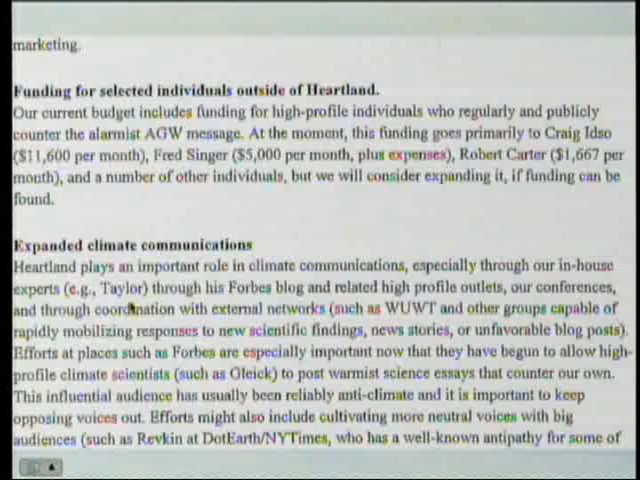 marketing.
Funding for selected individuals outside of Heartland.
Our current budget includes funding for high-profile individuals who regularly and publicly
counter the alarmist AGW message. At the moment, this funding goes primarily to Craig Idso
($11,600 per month), Fred Singer ($5,000 per month, plus expenses), Robert Carter ($1,667 per
month), and a number of other individuals, but we will consider expanding it, if funding can be
found.
Expanded climate communications
Heartland plays an important role in climate communications, especially through our in-house
experts (e.g., Taylor) through his Forbes blog and related high profile outlets, our conferences,
and through coordination with external networks (such as WUWT and other groups capable of
rapidly mobilizing responses to new scientific findings, news stories, or unfavorable blog posts).
Efforts at places such as Forbes are especially important now that they have begun to allow high-
profile climate scientists (such as Gleick) to post warmist science essays that counter our own.
This influential audience has usually been reliably anti-climate and it is important to keep
opposing voices out. Efforts might also include cultivating more neutral voices with big
audiences (such as Revkin at DotEarth/NYTimes, who has a well-known antipathy for some of